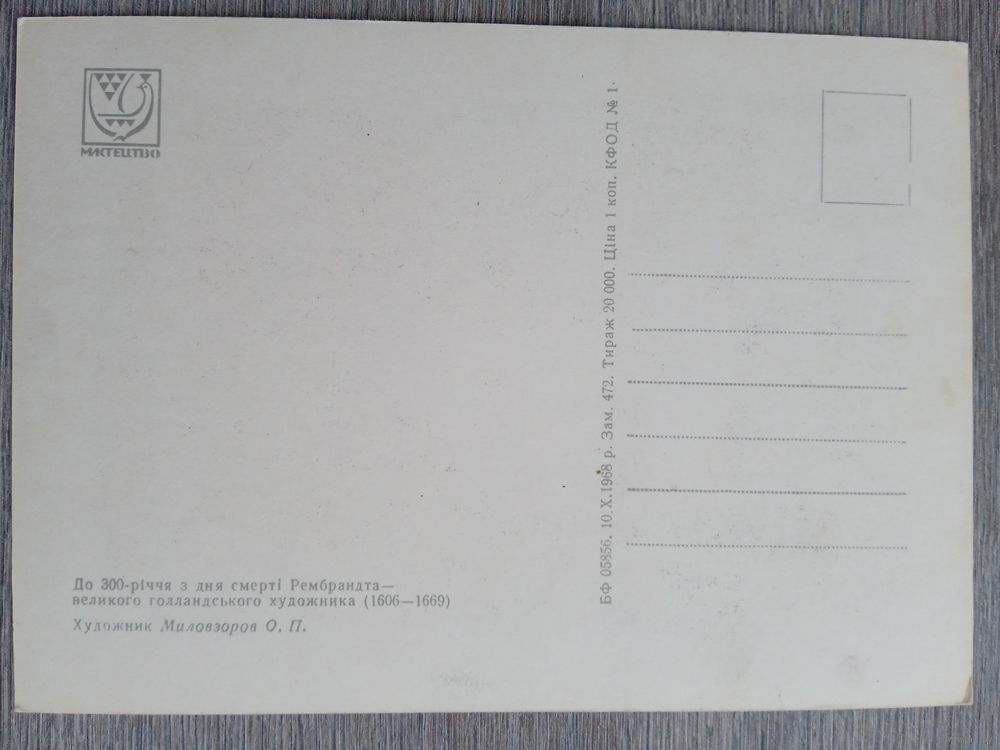 МИСТЕЦТВО
До 300-річчя з дня смерті Рембрандта—
великого голландського художника (1606—1669)
Художник Миловзоров О. П.
БФ 05856. 10.X.1968 р. Зам. 472. Тираж 20 000. Ціна 1 коп. КФОД № 1.